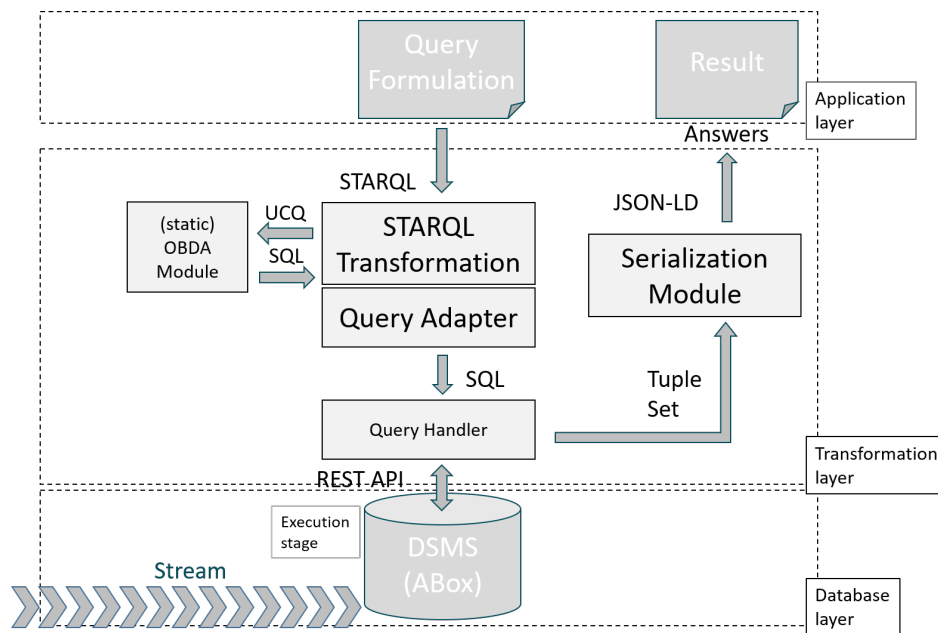 Query
Formulation
Result
Application
layer
Answers
STARQL
JSON-LD
(static)
OBDA
Module
UCQ
SQL
STARQL
Transformation
Query Adapter
Serialization
Module
SQL
Tuple
Set
Query Handler
Transformation
layer
REST API
Execution
stage
DSMS
(ABox)
Stream
Database
layer